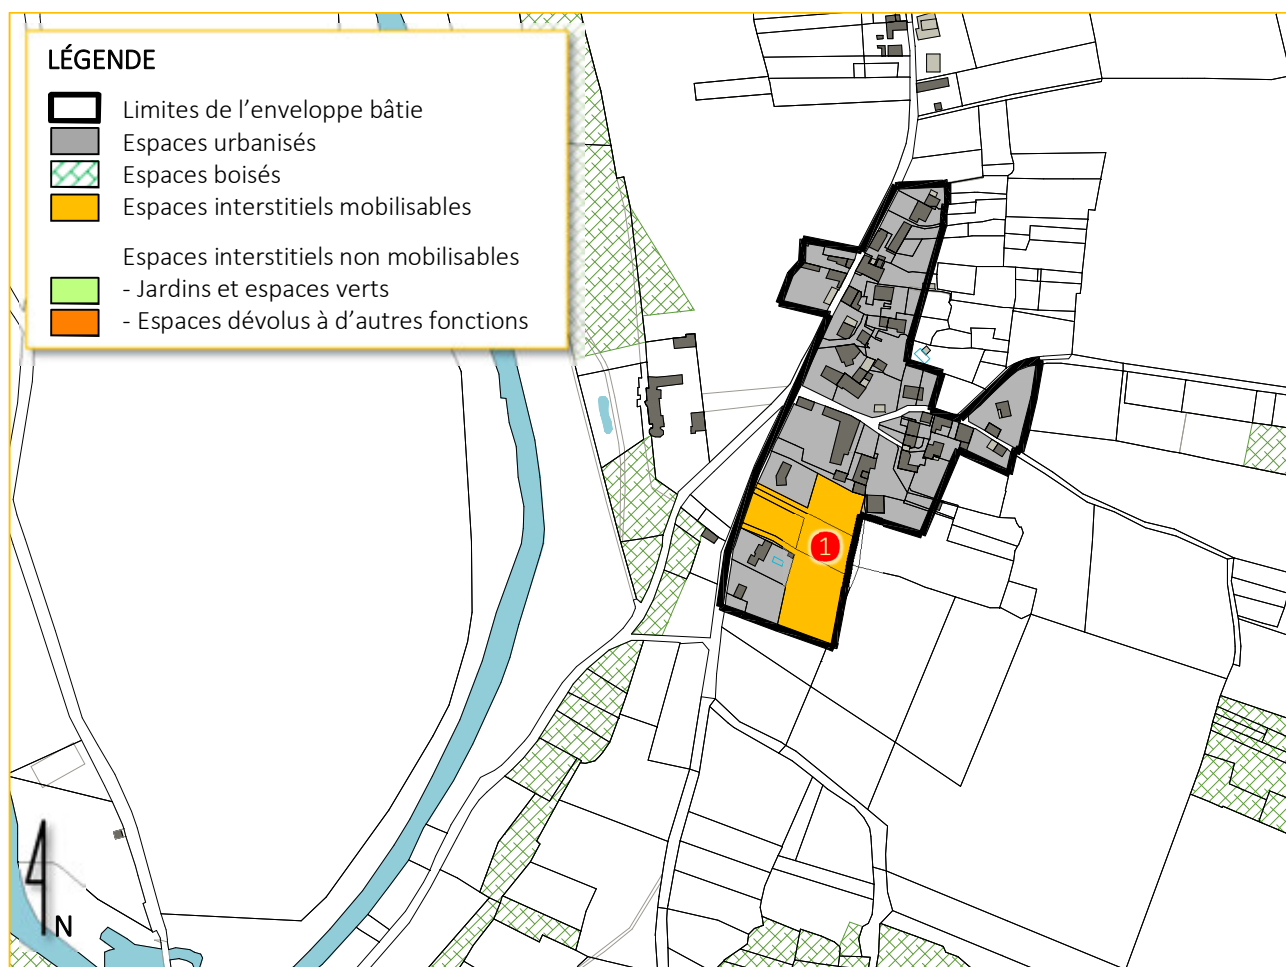 LÉGENDE
Limites de l’enveloppe bâtie
Espaces urbanisés
Espaces boisés
Espaces interstitiels mobilisables
Espaces interstitiels non mobilisables
- Jardins et espaces verts
- Espaces dévolus à d’autres fonctions
1
N